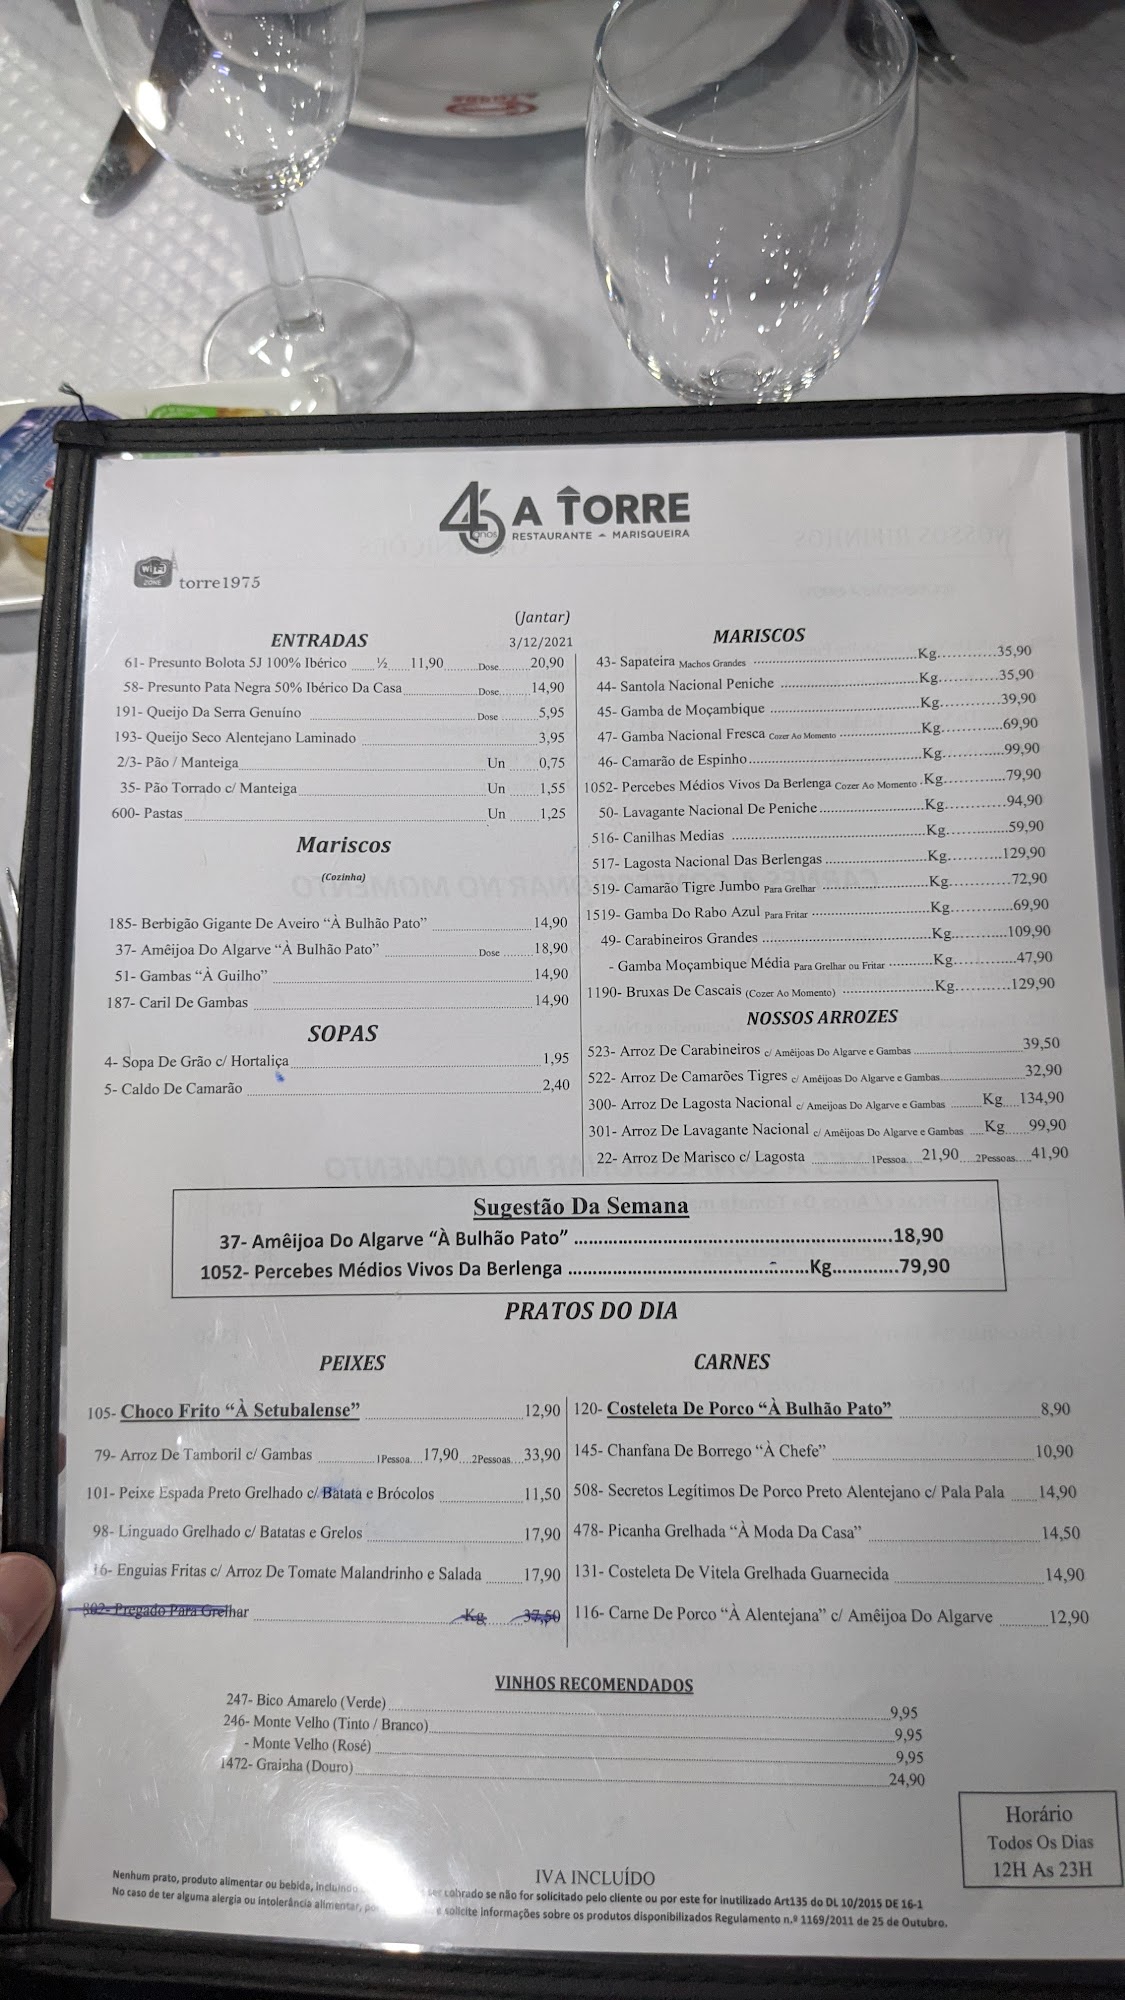 46 anos A TORRE
RESTAURANTE - MARISQUEIRA
WiFi ZONE torre1975
(Jantar)
3/12/2021
ENTRADAS
61- Presunto Bolota 5J 100% Ibérico ½ 11,90 Dose 20,90
58- Presunto Pata Negra 50% Ibérico Da Casa Dose 14,90
191- Queijo Da Serra Genuíno Dose 5,95
193- Queijo Seco Alentejano Laminado 3,95
2/3- Pão / Manteiga Un 0,75
35- Pão Torrado c/ Manteiga Un 1,55
600- Pastas Un 1,25
Mariscos
(Cozinha)
185- Berbigão Gigante De Aveiro “À Bulhão Pato” 14,90
37- Amêijoa Do Algarve “À Bulhão Pato” Dose 18,90
51- Gambas “À Guilho” 14,90
187- Caril De Gambas 14,90
SOPAS
4- Sopa De Grão c/ Hortaliça 1,95
5- Caldo De Camarão 2,40
MARISCOS
43- Sapateira Machos Grandes Kg 35,90
44- Santola Nacional Peniche Kg 35,90
45- Gamba de Moçambique Kg 39,90
47- Gamba Nacional Fresca Cozer Ao Momento Kg 69,90
46- Camarão de Espinho Kg 99,90
1052- Percebes Médios Vivos Da Berlenga Cozer Ao Momento Kg 79,90
50- Lavagante Nacional De Peniche Kg 94,90
516- Canilhas Medias Kg 59,90
517- Lagosta Nacional Das Berlengas Kg 129,90
519- Camarão Tigre Jumbo Para Grelhar Kg 72,90
1519- Gamba Do Rabo Azul Para Fritar Kg 69,90
49- Carabineiros Grandes Kg 109,90
- Gamba Moçambique Média Para Grelhar ou Fritar Kg 47,90
1190- Bruxas De Cascais (Cozer Ao Momento) Kg 129,90
NOSSOS ARROZES
523- Arroz De Carabineiros c/ Amêijoas Do Algarve e Gambas 39,50
522- Arroz De Camarões Tigres c/ Amêijoas Do Algarve e Gambas 32,90
300- Arroz De Lagosta Nacional c/ Ameijoas Do Algarve e Gambas Kg 134,90
301- Arroz De Lavagante Nacional c/ Amêijoas Do Algarve e Gambas Kg 99,90
22- Arroz De Marisco c/ Lagosta 1Pessoa 21,90 2Pessoas 41,90
Sugestão Da Semana
37- Amêijoa Do Algarve “À Bulhão Pato” 18,90
1052- Percebes Médios Vivos Da Berlenga Kg 79,90
PRATOS DO DIA
PEIXES
105- Choco Frito “À Setubalense” 12,90
79- Arroz De Tamboril c/ Gambas 1Pessoa 17,90 2Pessoas 33,90
101- Peixe Espada Preto Grelhado c/ Batata e Brócolos 11,50
98- Linguado Grelhado c/ Batatas e Grelos 17,90
16- Enguias Fritas c/ Arroz De Tomate Malandrinho e Salada 17,90
802- Pregado Para Grelhar Kg 37,50
CARNES
120- Costeleta De Porco “À Bulhão Pato” 8,90
145- Chanfana De Borrego “À Chefe” 10,90
508- Secretos Legítimos De Porco Preto Alentejano c/ Pala Pala 14,90
478- Picanha Grelhada “À Moda Da Casa” 14,50
131- Costeleta De Vitela Grelhada Guarnecida 14,90
116- Carne De Porco “À Alentejana” c/ Amêijoa Do Algarve 12,90
VINHOS RECOMENDADOS
247- Bico Amarelo (Verde) 9,95
246- Monte Velho (Tinto / Branco) 9,95
- Monte Velho (Rosé) 9,95
1472- Grainha (Douro) 24,90
Horário
Todos Os Dias
12H As 23H
IVA INCLUÍDO
Nenhum prato, produto alimentar ou bebida, incluindo ser cobrado se não for solicitado pelo cliente ou por este for inutilizado Art135 do DL 10/2015 DE 16-1
No caso de ter alguma alergia ou intolerância alimentar, solicite informações sobre os produtos disponibilizados Regulamento n.º 1169/2011 de 25 de Outubro.